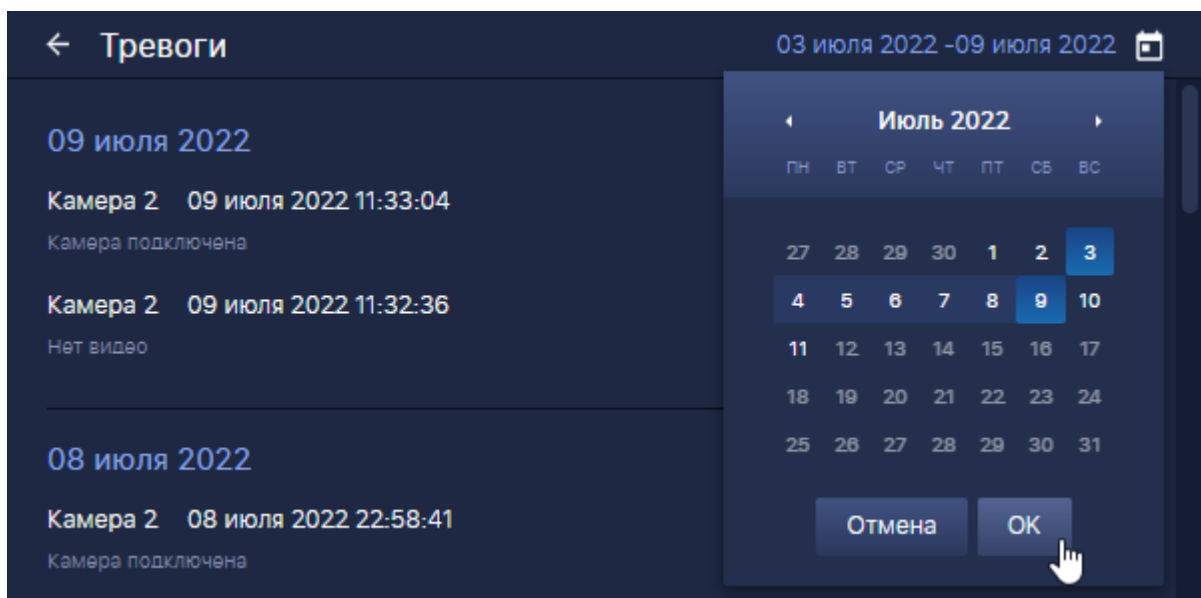 Тревоги
03 июля 2022 -09 июля 2022
09 июля 2022
Камера 2 09 июля 2022 11:33:04
Камера подключена
Камера 2 09 июля 2022 11:32:36
Нет видео
08 июля 2022
Камера 2 08 июля 2022 22:58:41
Камера подключена
Июль 2022
ПН ВТ СР ЧТ ПТ СБ ВС
27 28 29 30 1 2 3
4 5 6 7 8 9 10
11 12 13 14 15 16 17
18 19 20 21 22 23 24
25 26 27 28 29 30 31
Отмена ОК